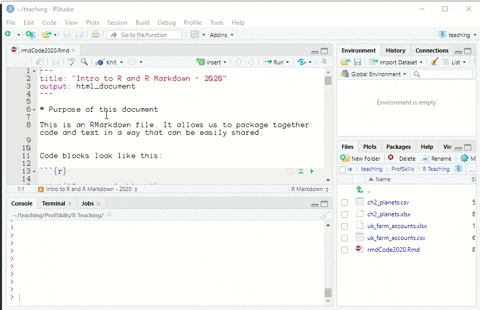 ~/teaching - RStudio
File Edit Code View Plots Session Build Debug Profile Tools Help
Go to file/function
Addins
teaching
rmdCode2020.Rmd
Knit
Insert
Run
1 ---
2 title: "Intro to R and R Markdown - 2020"
3 output: html_document
4 ---
5
6 # Purpose of this document
7
8 This is an RMarkdown file. It allows us to package together
code and text in a way that can be easily shared.
9
10
11 Code blocks look like this:
12
13 ```{r}
1:1 Intro to R and R Markdown - 2020 R Markdown
Console Terminal Jobs
~/teaching/ProfSkills/R Teaching/
>
>
>
>
>
>
>
>
Environment History Connections
Import Dataset List
Global Environment
Environment is empty
Files Plots Packages Help
New Folder Delete Rename
teaching ProfSkills R Teaching
Name
..
ch2_planets.csv
ch2_planets.xlsx
uk_farm_accounts.xlsx
uk_farm_accounts.csv
rmdCode2020.Rmd